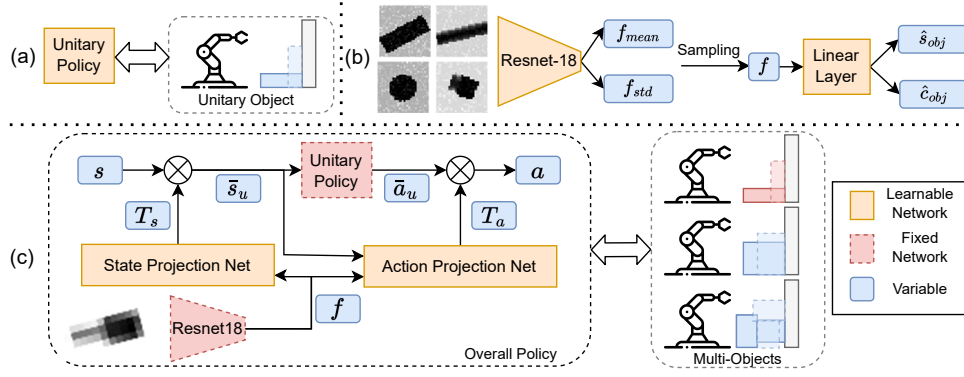 (a)
Unitary
Policy
Unitary Object
(b)
Resnet-18
f_mean
f_std
Sampling
f
Linear
Layer
ŝ_obj
ĉ_obj
(c)
s
T_s
s̄_u
Unitary
Policy
ā_u
T_a
a
State Projection Net
Action Projection Net
Resnet18
f
Overall Policy
Multi-Objects
Learnable
Network
Fixed
Network
Variable